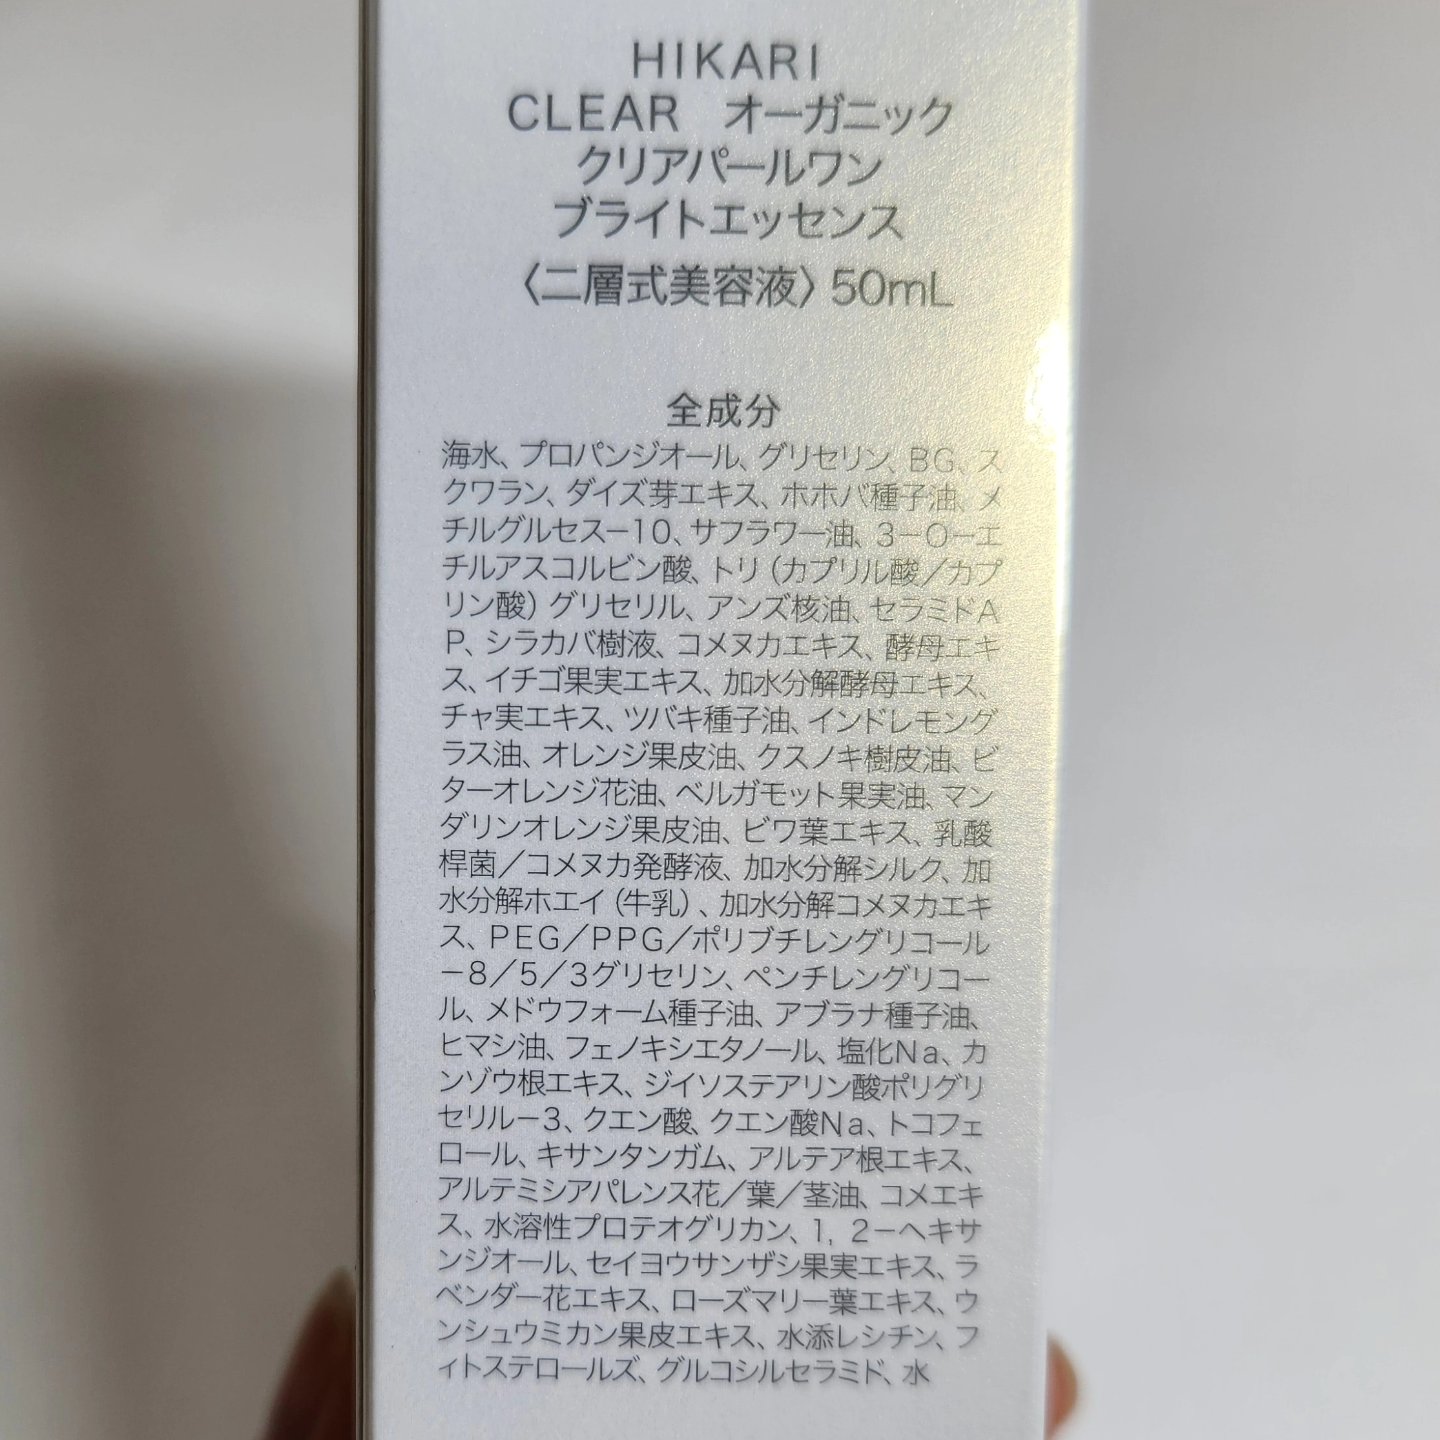 HIKARI
CLEAR　オーガニック
クリアパールワン
ブライトエッセンス
〈二層式美容液〉50mL
全成分
海水、プロパンジオール、グリセリン、BG、ス
クワラン、ダイズ芽エキス、ホホバ種子油、メ
チルグルセス－10、サフラワー油、3－O－エ
チルアスコルビン酸、トリ（カプリル酸／カプ
リン酸）グリセリル、アンズ核油、セラミドA
P、シラカバ樹液、コメヌカエキス、酵母エキ
ス、イチゴ果実エキス、加水分解酵母エキス、
チャ実エキス、ツバキ種子油、インドレモング
ラス油、オレンジ果皮油、クスノキ樹皮油、ビ
ターオレンジ花油、ベルガモット果実油、マン
ダリンオレンジ果皮油、ビワ葉エキス、乳酸
桿菌／コメヌカ発酵液、加水分解シルク、加
水分解ホエイ（牛乳）、加水分解コメヌカエキ
ス、PEG／PPG／ポリブチレングリコール
－8／5／3グリセリン、ペンチレングリコー
ル、メドウフォーム種子油、アブラナ種子油、
ヒマシ油、フェノキシエタノール、塩化Na、カ
ンゾウ根エキス、ジイソステアリン酸ポリグリ
セリル－3、クエン酸、クエン酸Na、トコフェ
ロール、キサンタンガム、アルテア根エキス、
アルテミシアパレンス花／葉／茎油、コメエキ
ス、水溶性プロテオグリカン、1, 2－ヘキサ
ンジオール、セイヨウサンザシ果実エキス、ラ
ベンダー花エキス、ローズマリー葉エキス、ウ
ンシュウミカン果皮エキス、水添レシチン、フ
ィトステロールズ、グルコシルセラミド、水